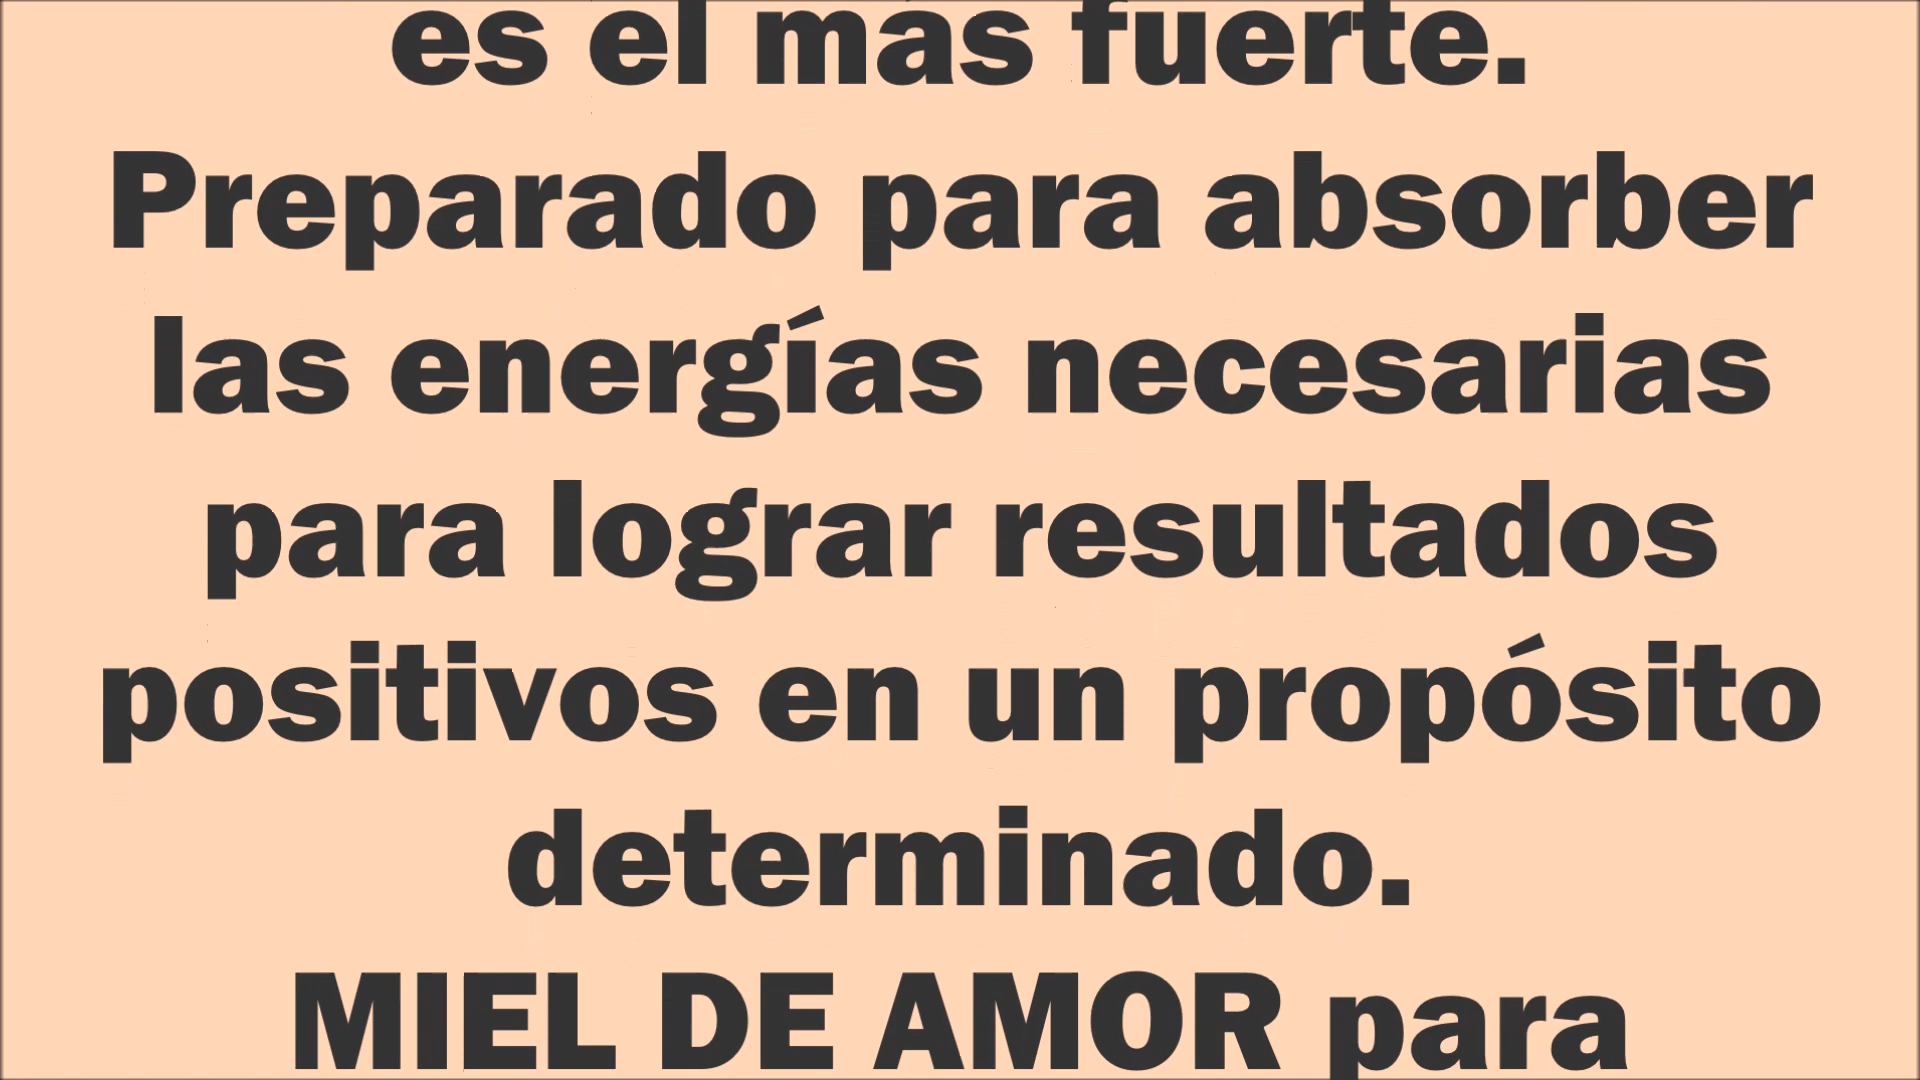 es el más fuerte.
Preparado para absorber
las energías necesarias
para lograr resultados
positivos en un propósito
determinado.
MIEL DE AMOR para